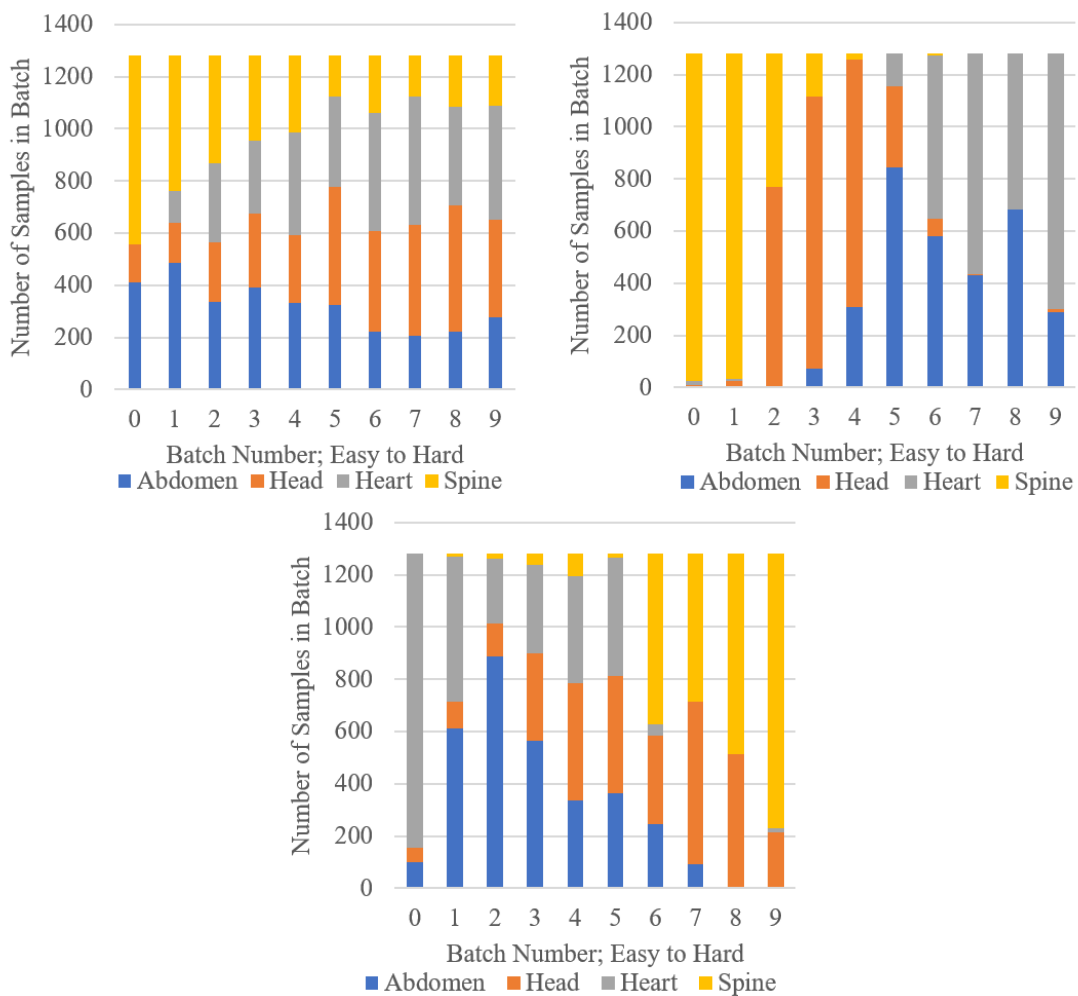 1400
1200
1000
800
600
400
200
0
Number of Samples in Batch
0 1 2 3 4 5 6 7 8 9
Batch Number; Easy to Hard
Abdomen Head Heart Spine
1400
1200
1000
800
600
400
200
0
Number of Samples in Batch
0 1 2 3 4 5 6 7 8 9
Batch Number; Easy to Hard
Abdomen Head Heart Spine
1400
1200
1000
800
600
400
200
0
Number of Samples in Batch
0 1 2 3 4 5 6 7 8 9
Batch Number; Easy to Hard
Abdomen Head Heart Spine